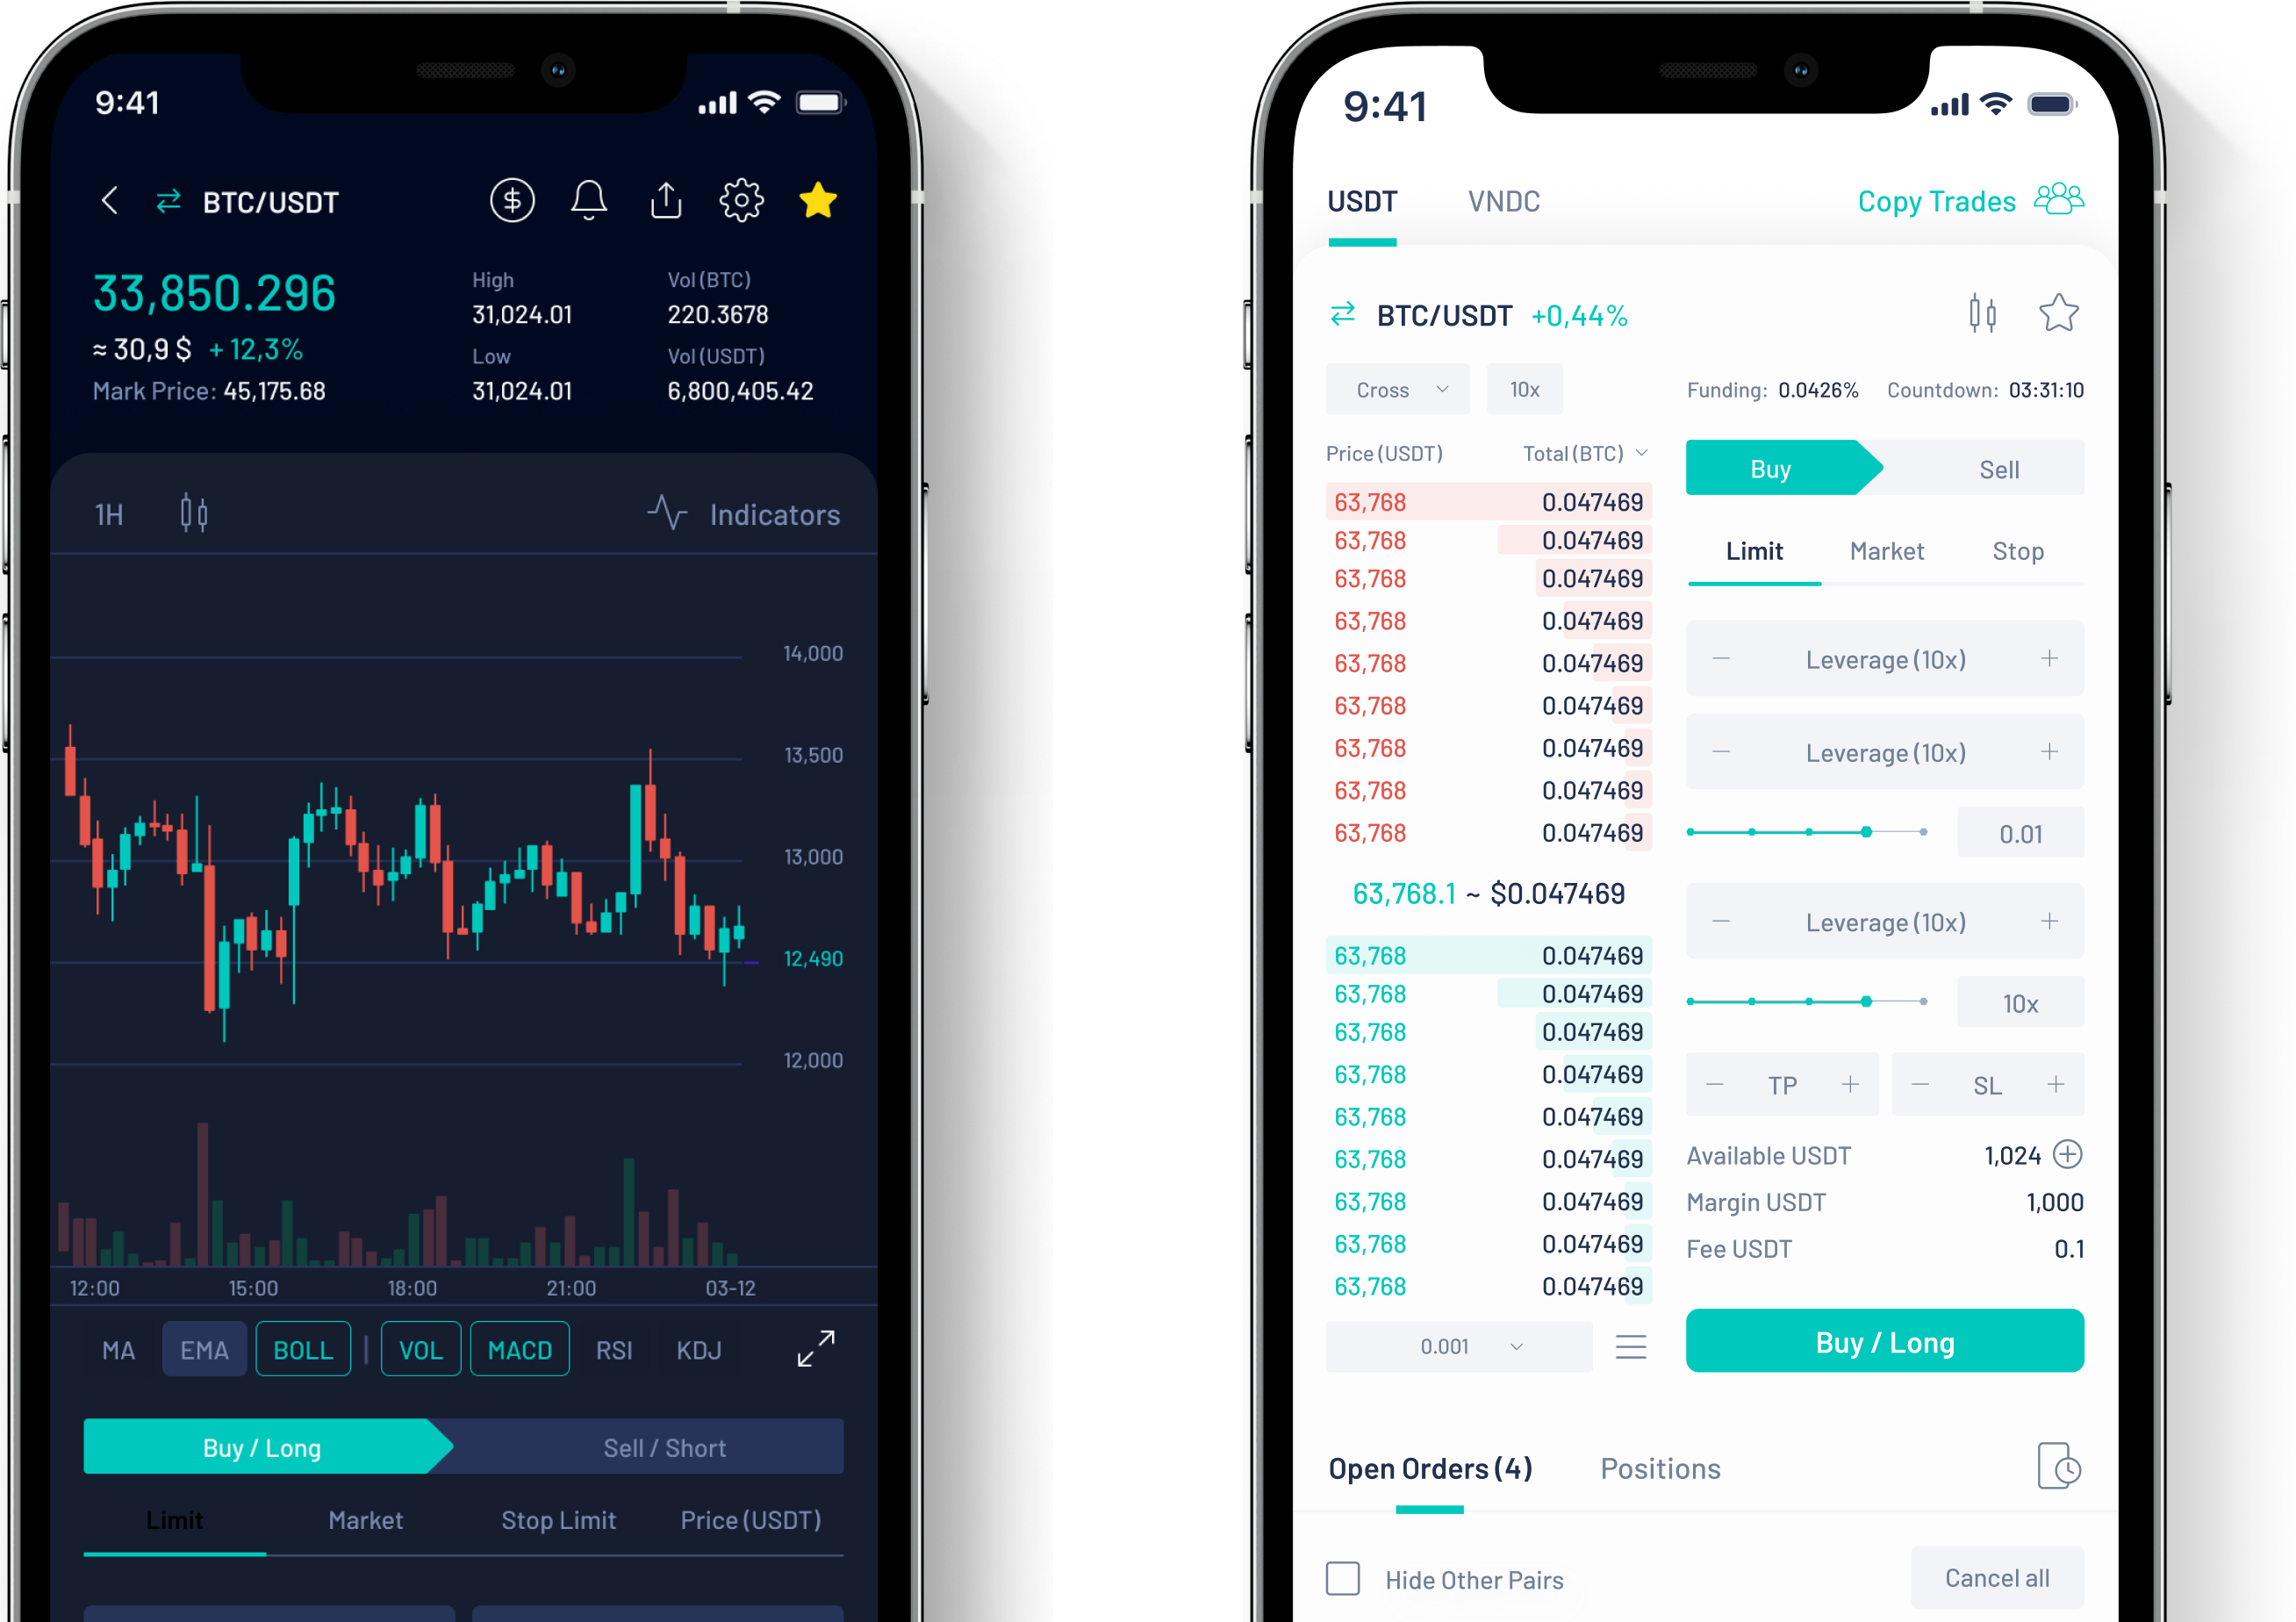 9:41
BTC/USDT
33,850.296
≈ 30,9 $ + 12,3%
Mark Price: 45,175.68
High
31,024.01
Low
31,024.01
Vol (BTC)
220.3678
Vol (USDT)
6,800,405.42
1H
Indicators
14,000
13,500
13,000
12,490
12,000
12:00 15:00 18:00 21:00 03-12
MA EMA BOLL | VOL MACD RSI KDJ
Buy / Long Sell / Short
Limit Market Stop Limit Price (USDT)
9:41
USDT VNDC Copy Trades
BTC/USDT +0,44%
Cross 10x
Funding: 0.0426% Countdown: 03:31:10
Price (USDT) Total (BTC)
63,768 0.047469
63,768 0.047469
63,768 0.047469
63,768 0.047469
63,768 0.047469
63,768 0.047469
63,768 0.047469
63,768 0.047469
63,768 0.047469
63,768.1 ~ $0.047469
63,768 0.047469
63,768 0.047469
63,768 0.047469
63,768 0.047469
63,768 0.047469
63,768 0.047469
63,768 0.047469
63,768 0.047469
63,768 0.047469
0.001
Buy Sell
Limit Market Stop
− Leverage (10x) +
− Leverage (10x) +
0.01
− Leverage (10x) +
10x
− TP + − SL +
Available USDT 1,024
Margin USDT 1,000
Fee USDT 0.1
Buy / Long
Open Orders (4) Positions
Hide Other Pairs Cancel all